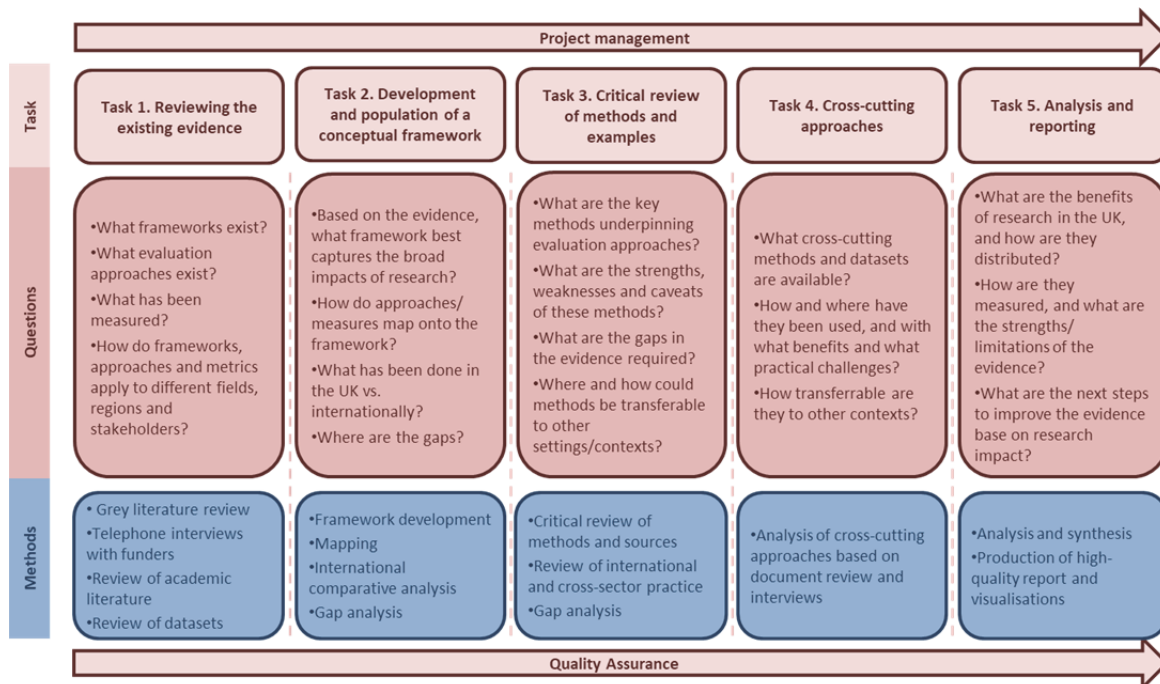 Project management
Task
Task 1. Reviewing the
existing evidence
Task 2. Development
and population of a
conceptual framework
Task 3. Critical review
of methods and
examples
Task 4. Cross-cutting
approaches
Task 5. Analysis and
reporting
Questions
•What frameworks exist?
•What evaluation
approaches exist?
•What has been
measured?
•How do frameworks,
approaches and metrics
apply to different fields,
regions and
stakeholders?
•Based on the evidence,
what framework best
captures the broad
impacts of research?
•How do approaches/
measures map onto the
framework?
•What has been done in
the UK vs.
internationally?
•Where are the gaps?
•What are the key
methods underpinning
evaluation approaches?
•What are the strengths,
weaknesses and caveats
of these methods?
•What are the gaps in
the evidence required?
•Where and how could
methods be transferable
to other
settings/contexts?
•What cross-cutting
methods and datasets
are available?
•How and where have
they been used, and with
what benefits and what
practical challenges?
•How transferrable are
they to other contexts?
•What are the benefits
of research in the UK,
and how are they
distributed?
•How are they
measured, and what are
the strengths/
limitations of the
evidence?
•What are the next steps
to improve the evidence
base on research
impact?
Methods
• Grey literature review
•Telephone interviews
with funders
•Review of academic
literature
•Review of datasets
•Framework development
•Mapping
•International
comparative analysis
•Gap analysis
•Critical review of
methods and sources
•Review of international
and cross-sector practice
•Gap analysis
•Analysis of cross-cutting
approaches based on
document review and
interviews
•Analysis and synthesis
•Production of high-
quality report and
visualisations
Quality Assurance